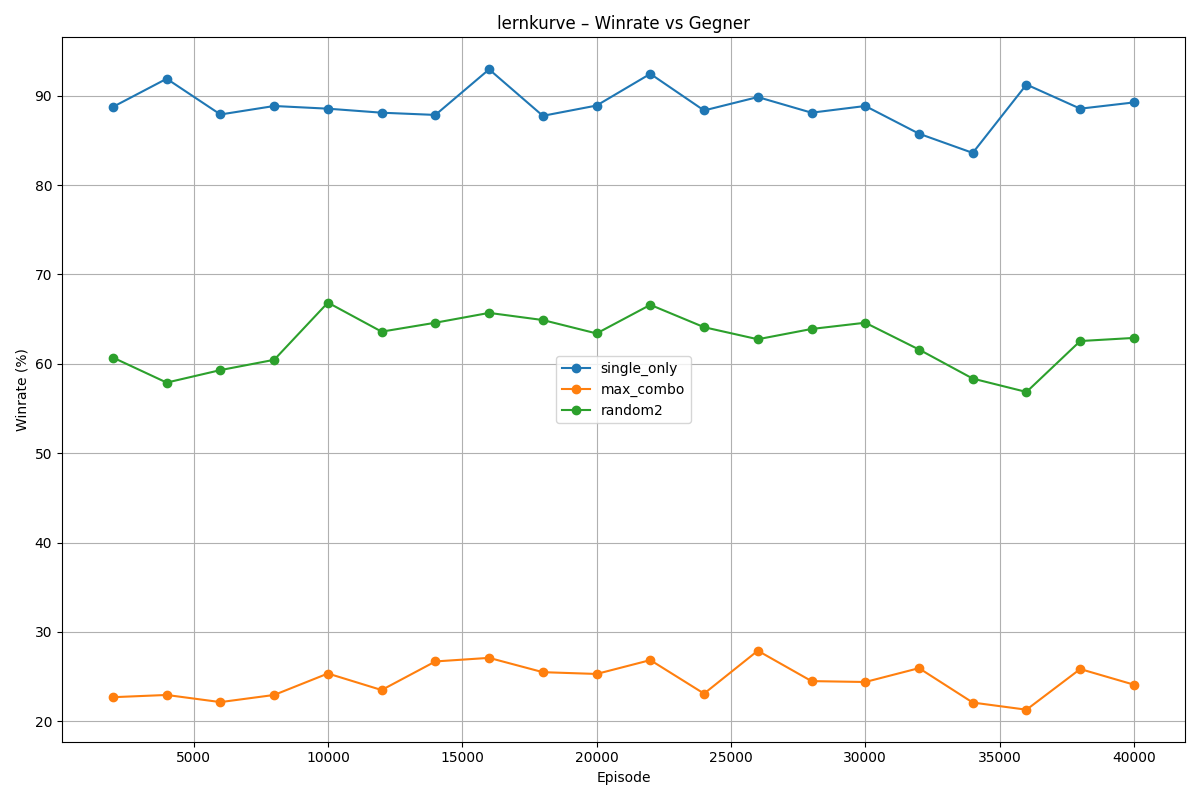 lernkurve – Winrate vs Gegner
Winrate (%)
90
80
70
60
50
40
30
20
single_only
max_combo
random2
5000 10000 15000 20000 25000 30000 35000 40000
Episode